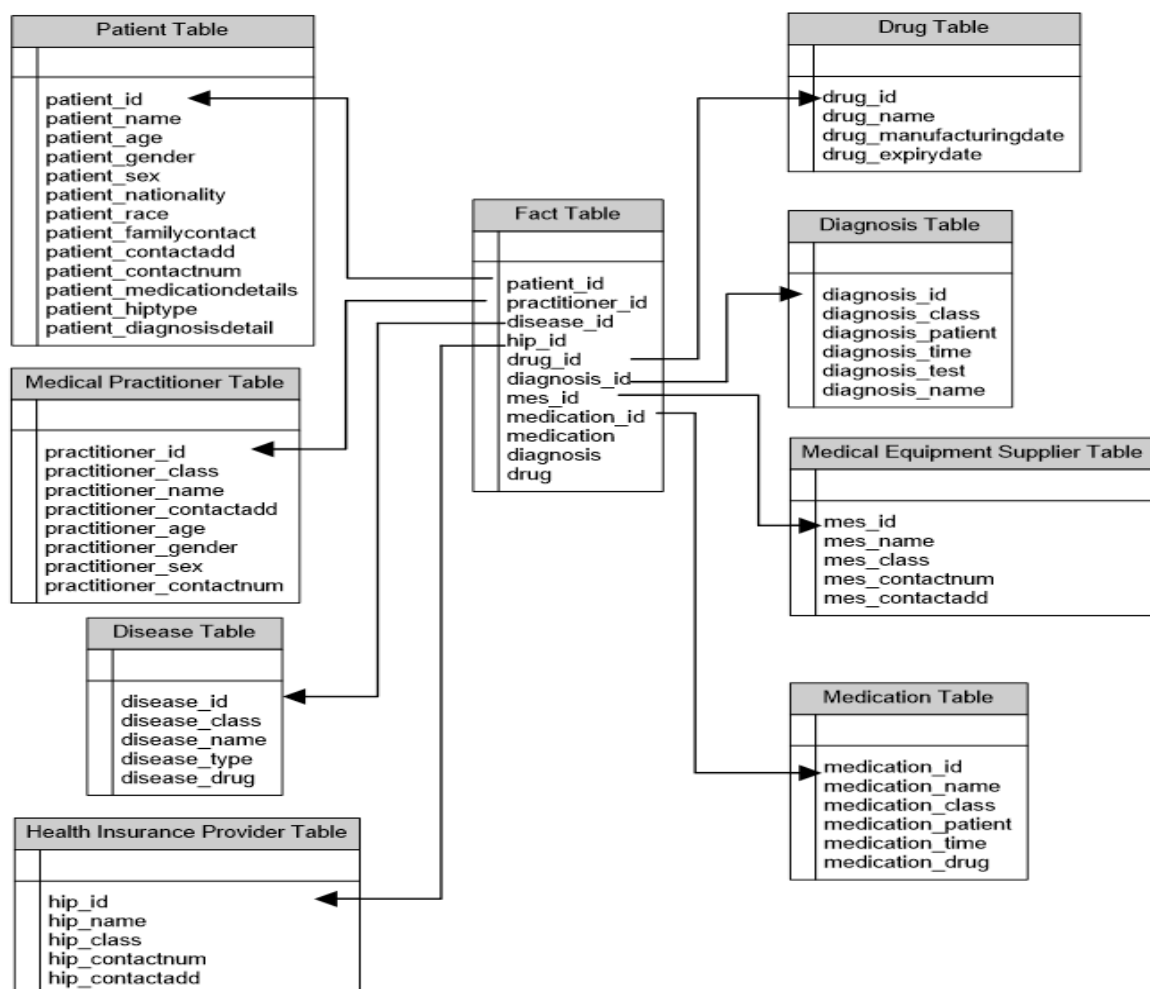 Patient Table
patient_id
patient_name
patient_age
patient_gender
patient_sex
patient_nationality
patient_race
patient_familycontact
patient_contactadd
patient_contactnum
patient_medicationdetails
patient_hiptype
patient_diagnosisdetail
Medical Practitioner Table
practitioner_id
practitioner_class
practitioner_name
practitioner_contactadd
practitioner_age
practitioner_gender
practitioner_sex
practitioner_contactnum
Disease Table
disease_id
disease_class
disease_name
disease_type
disease_drug
Health Insurance Provider Table
hip_id
hip_name
hip_class
hip_contactnum
hip_contactadd
Fact Table
patient_id
practitioner_id
disease_id
hip_id
drug_id
diagnosis_id
mes_id
medication_id
medication
diagnosis
drug
Drug Table
drug_id
drug_name
drug_manufacturingdate
drug_expirydate
Diagnosis Table
diagnosis_id
diagnosis_class
diagnosis_patient
diagnosis_time
diagnosis_test
diagnosis_name
Medical Equipment Supplier Table
mes_id
mes_name
mes_class
mes_contactnum
mes_contactadd
Medication Table
medication_id
medication_name
medication_class
medication_patient
medication_time
medication_drug